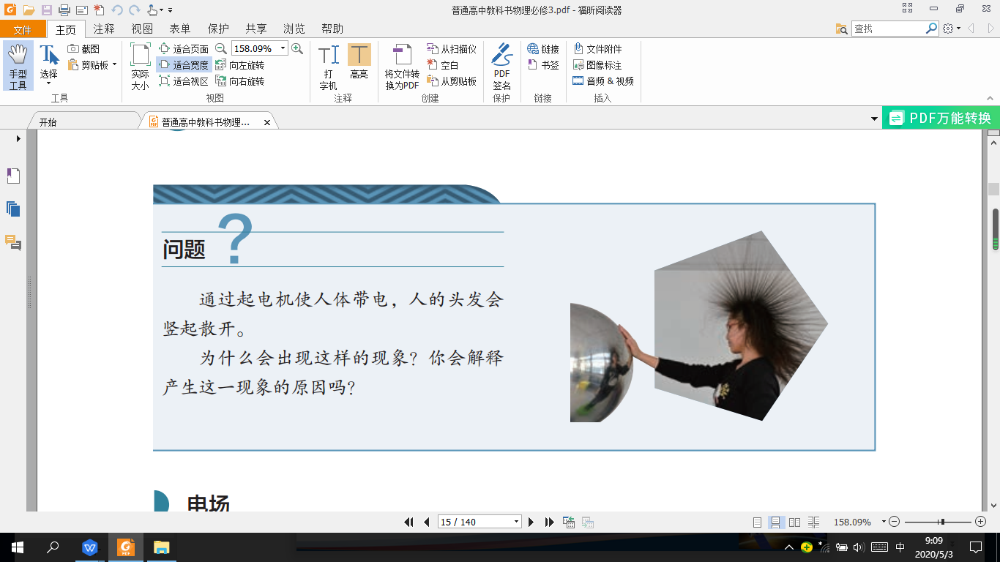 普通高中教科书物理必修3.pdf - 福昕阅读器
文件 主页 注释 视图 表单 保护 共享 浏览 帮助 查找
手型工具 选择 截图 剪贴板
实际大小 适合页面 适合宽度 适合视区 158.09% 向左旋转 向右旋转
打字机 高亮
将文件转换为PDF 从扫描仪 空白 从剪贴板
PDF签名 链接 书签
文件附件 图像标注 音频 & 视频
工具 视图 注释 创建 保护 链接 插入
开始 普通高中教科书物理... PDF万能转换
问题?
通过起电机使人体带电，人的头发会
竖起散开。
为什么会出现这样的现象？你会解释
产生这一现象的原因吗？
电场
15 / 140 158.09%
中 9:09
2020/5/3